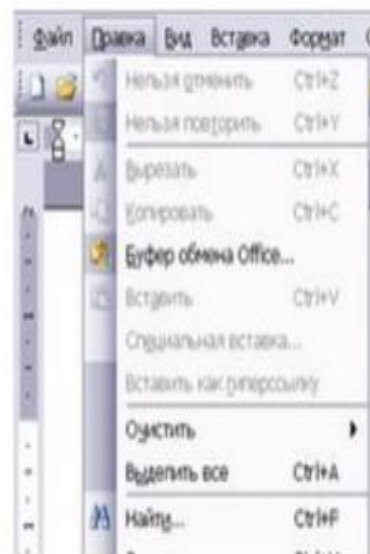 Файл Правка Вид Вставка Формат
Нельзя отменить Ctrl+Z
Нельзя повторить Ctrl+Y
Вырезать Ctrl+X
Копировать Ctrl+C
Буфер обмена Office...
Вставить Ctrl+V
Специальная вставка...
Вставить как гиперссылку
Очистить
Выделить все Ctrl+A
Найти... Ctrl+F